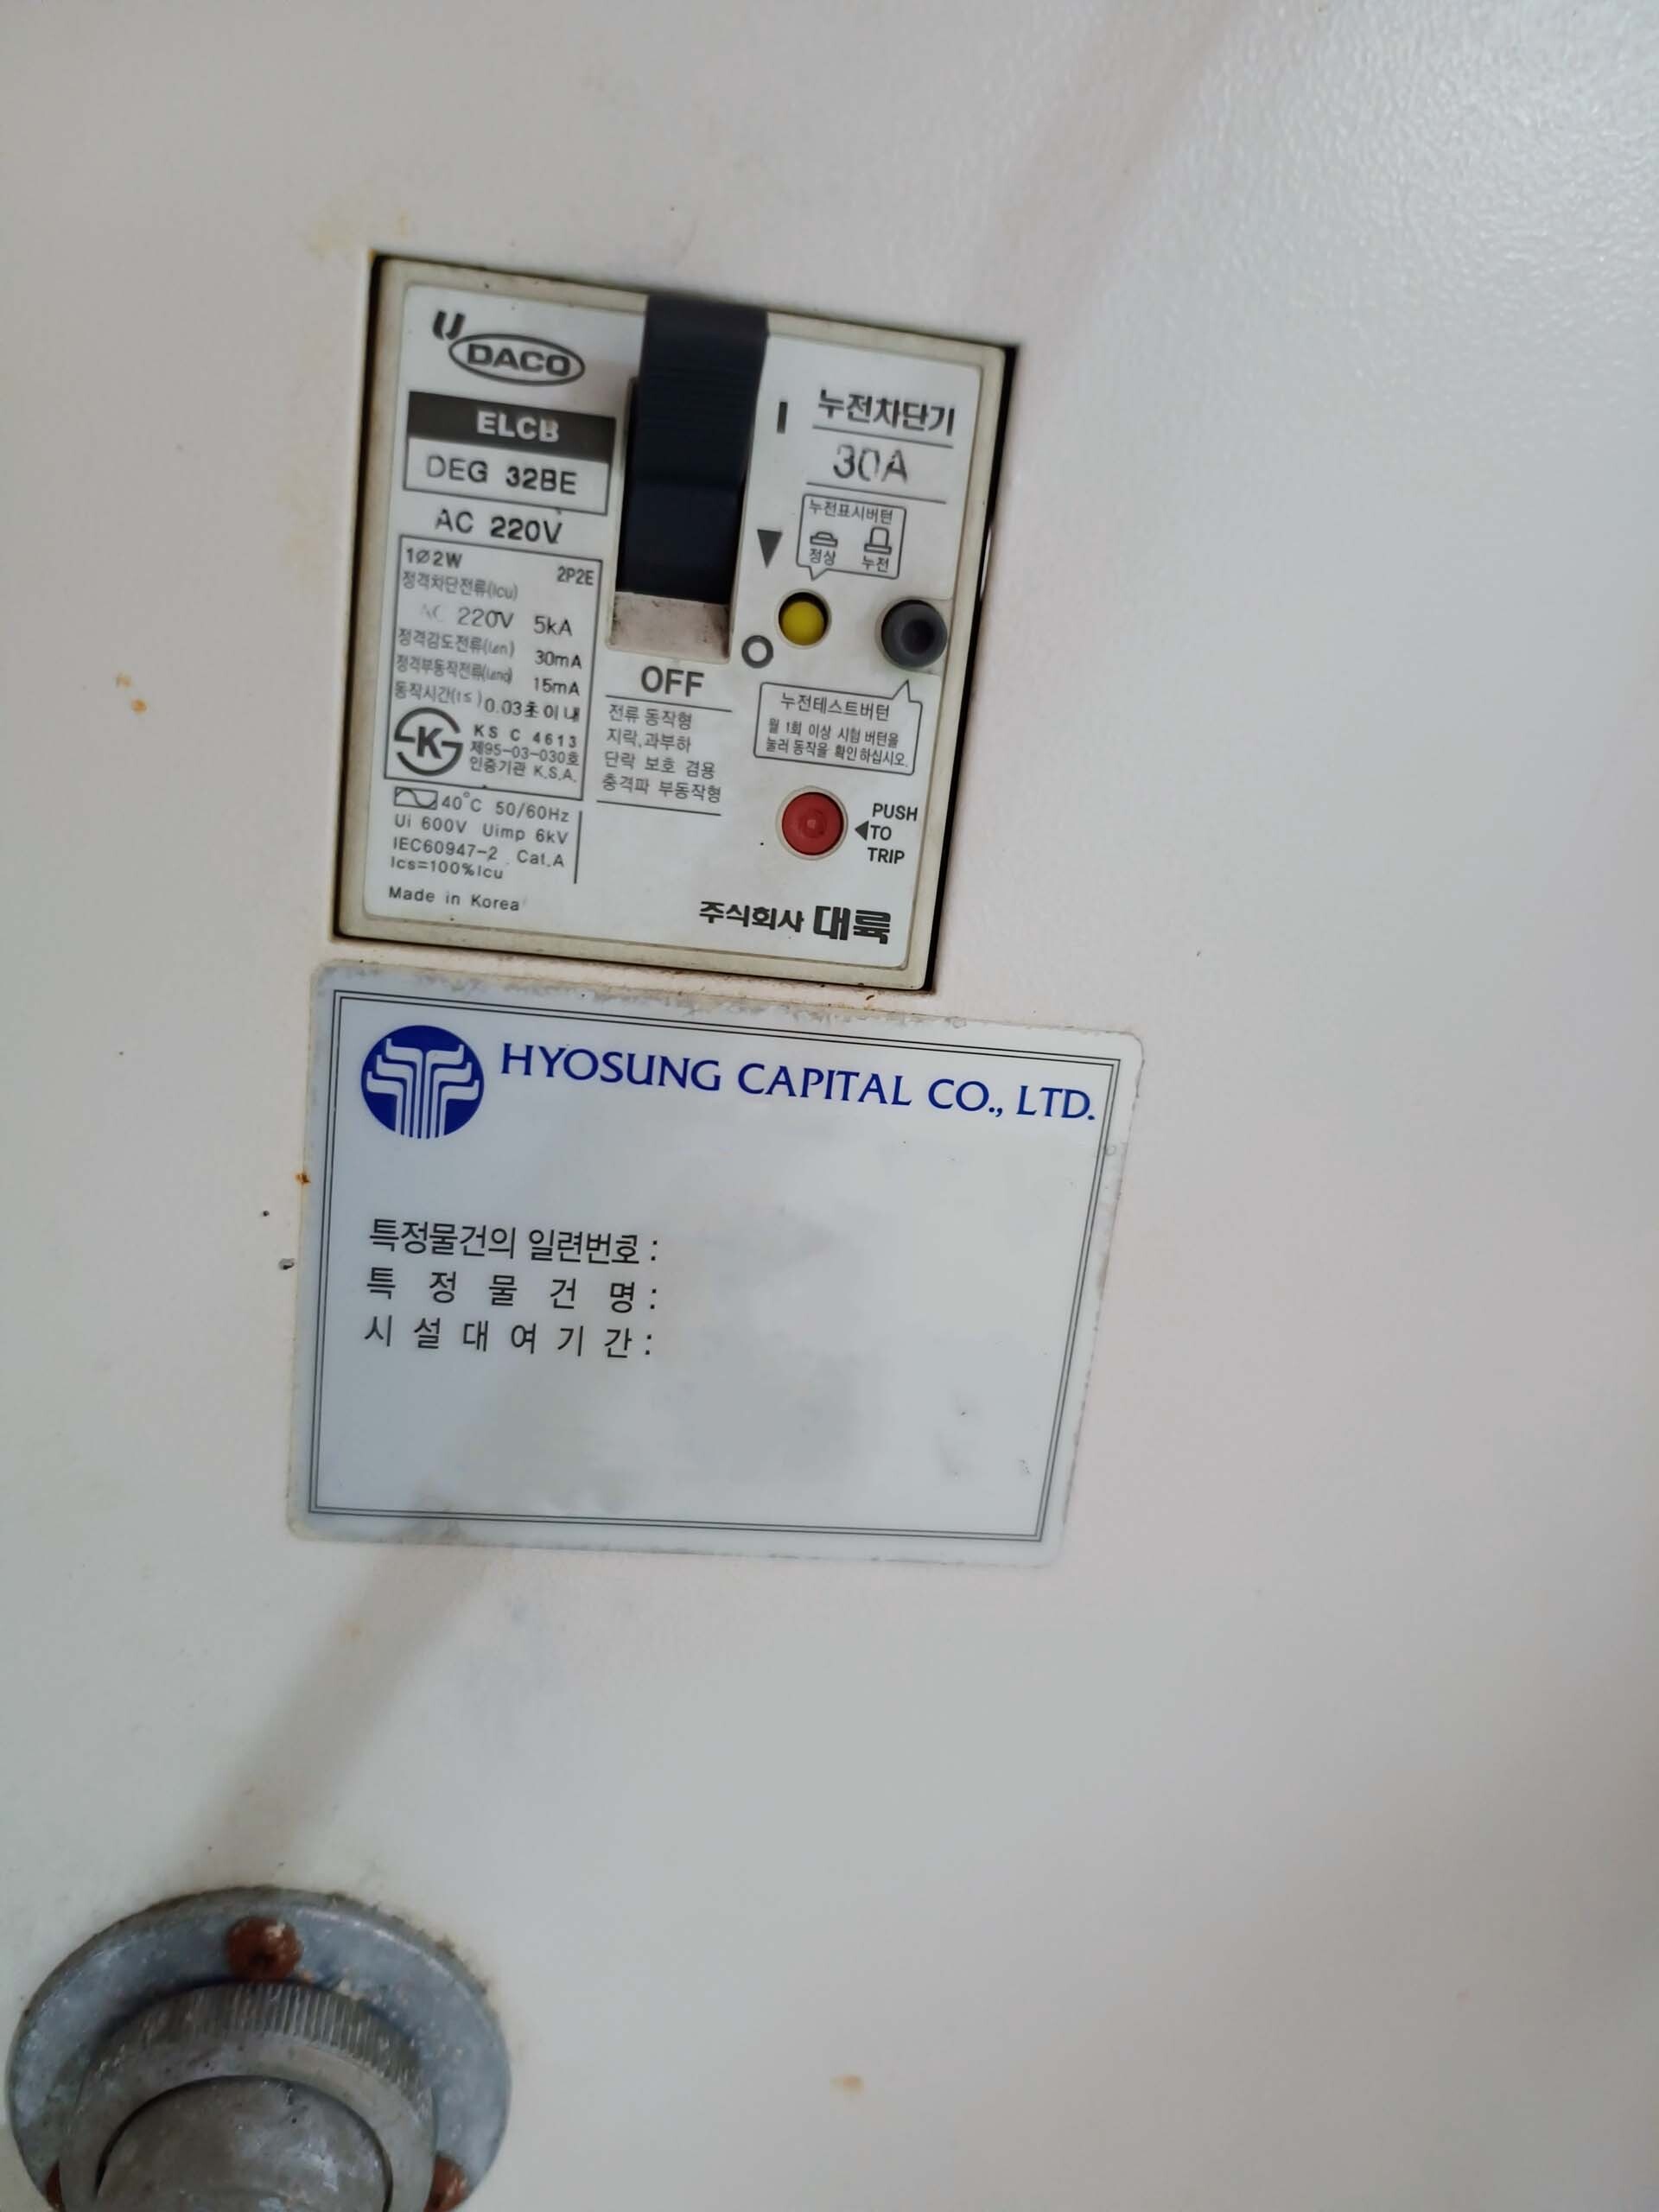 DACO
ELCB
DEG 32BE
AC 220V
1∅2W 2P2E
정격차단전류(Icu)
AC 220V 5kA
정격감도전류(I△n) 30mA
정격부동작전류(I△no) 15mA
동작시간(t≤) 0.03초 이내
KS C 4613
제95-03-030호
인증기관 K.S.A.
40°C 50/60Hz
Ui 600V Uimp 6kV
IEC60947-2 Cat.A
Ics=100%Icu
Made in Korea
I
O
OFF
전류 동작형
지락,과부하
단락 보호 겸용
충격파 부동작형
누전차단기
30A
누전표시버턴
정상 누전
누전테스트버턴
월 1회 이상 시험 버턴을
눌러 동작을 확인 하십시오.
PUSH
TO
TRIP
주식회사 대륙
HYOSUNG CAPITAL CO., LTD.
특정물건의 일련번호 :
특 정 물 건 명 :
시 설 대 여 기 간 :